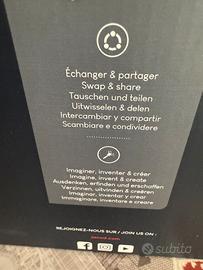 Échanger & partager
Swap & share
Tauschen und teilen
Uitwisselen & delen
Intercambiar y compartir
Scambiare e condividere
Imaginer, inventer & créer
Imagine, invent & create
Ausdenken, erfinden und erschaffen
Verzinnen, uitvinden & creëren
Imaginar, inventar y crear
Immaginare, inventare e creare
REJOIGNEZ-NOUS SUR / JOIN US ON :
subito